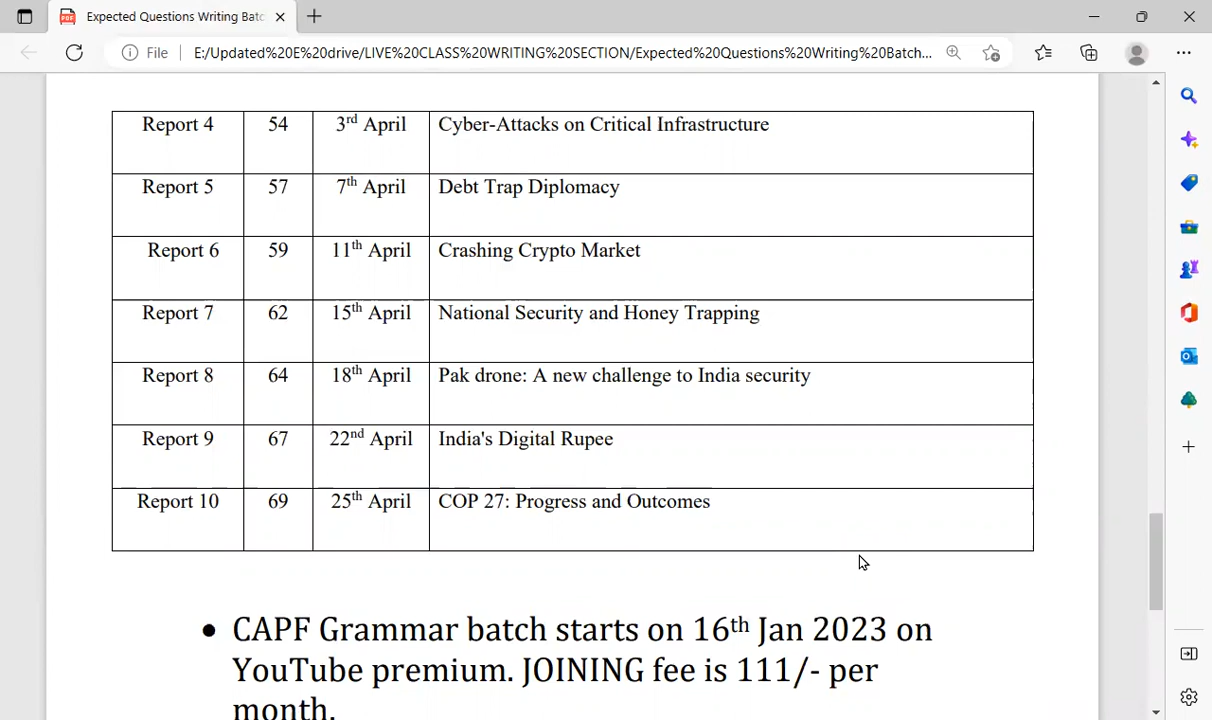 Expected Questions Writing Batc
File
E:/Updated%20E%20drive/LIVE%20CLASS%20WRITING%20SECTION/Expected%20Questions%20Writing%20Batch...
Report 4 54 3rd April Cyber-Attacks on Critical Infrastructure
Report 5 57 7th April Debt Trap Diplomacy
Report 6 59 11th April Crashing Crypto Market
Report 7 62 15th April National Security and Honey Trapping
Report 8 64 18th April Pak drone: A new challenge to India security
Report 9 67 22nd April India's Digital Rupee
Report 10 69 25th April COP 27: Progress and Outcomes
• CAPF Grammar batch starts on 16th Jan 2023 on
YouTube premium. JOINING fee is 111/- per
month.